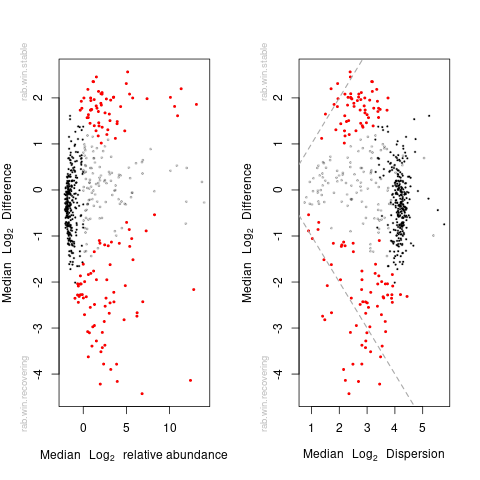 rab.win.stable
rab.win.recovering
Median Log2 Difference
2
1
0
-1
-2
-3
-4
0 5 10
Median Log2 relative abundance
rab.win.stable
rab.win.recovering
Median Log2 Difference
2
1
0
-1
-2
-3
-4
1 2 3 4 5
Median Log2 Dispersion